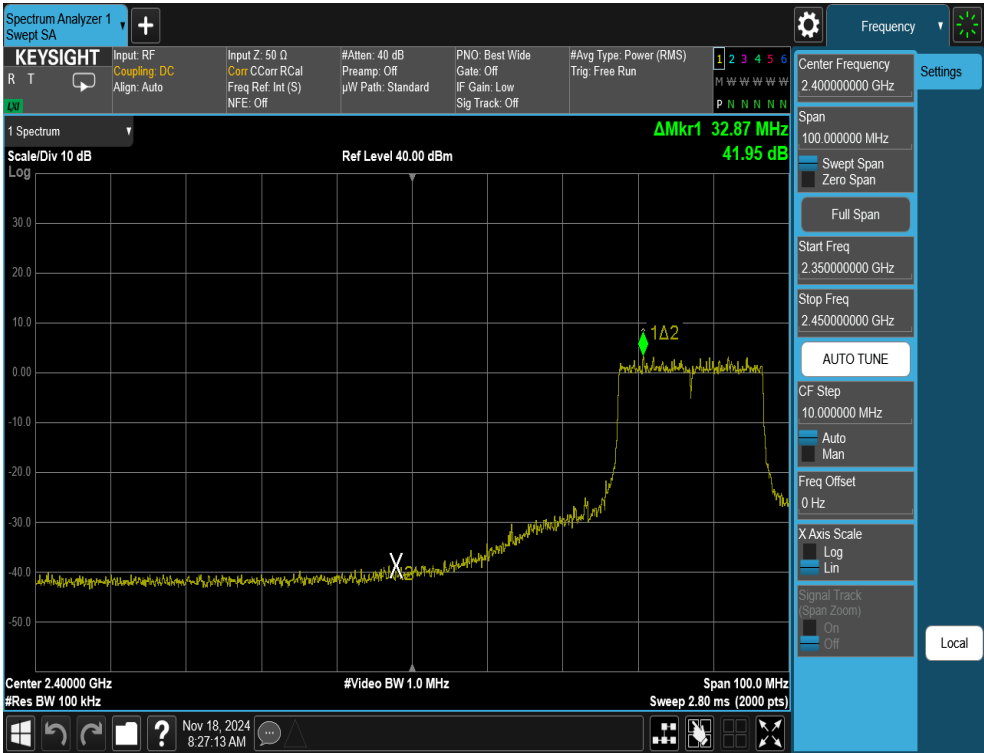 Spectrum Analyzer 1
Swept SA
+
Frequency
KEYSIGHT
R T
LXI
Input: RF
Coupling: DC
Align: Auto
Input Z: 50 Ω
Corr CCorr RCal
Freq Ref: Int (S)
NFE: Off
#Atten: 40 dB
Preamp: Off
µW Path: Standard
PNO: Best Wide
Gate: Off
IF Gain: Low
Sig Track: Off
#Avg Type: Power (RMS)
Trig: Free Run
1 2 3 4 5 6
M W W W W W
P N N N N N
1 Spectrum
ΔMkr1 32.87 MHz
41.95 dB
Scale/Div 10 dB
Ref Level 40.00 dBm
Log
30.0
20.0
10.0
0.00
-10.0
-20.0
-30.0
-40.0
-50.0
1Δ2
X2
Center 2.40000 GHz
#Video BW 1.0 MHz
Span 100.0 MHz
#Res BW 100 kHz
Sweep 2.80 ms (2000 pts)
Center Frequency
2.400000000 GHz
Span
100.000000 MHz
Swept Span
Zero Span
Full Span
Start Freq
2.350000000 GHz
Stop Freq
2.450000000 GHz
AUTO TUNE
CF Step
10.000000 MHz
Auto
Man
Freq Offset
0 Hz
X Axis Scale
Log
Lin
Signal Track
(Span Zoom)
On
Off
Settings
Local
?
Nov 18, 2024
8:27:13 AM